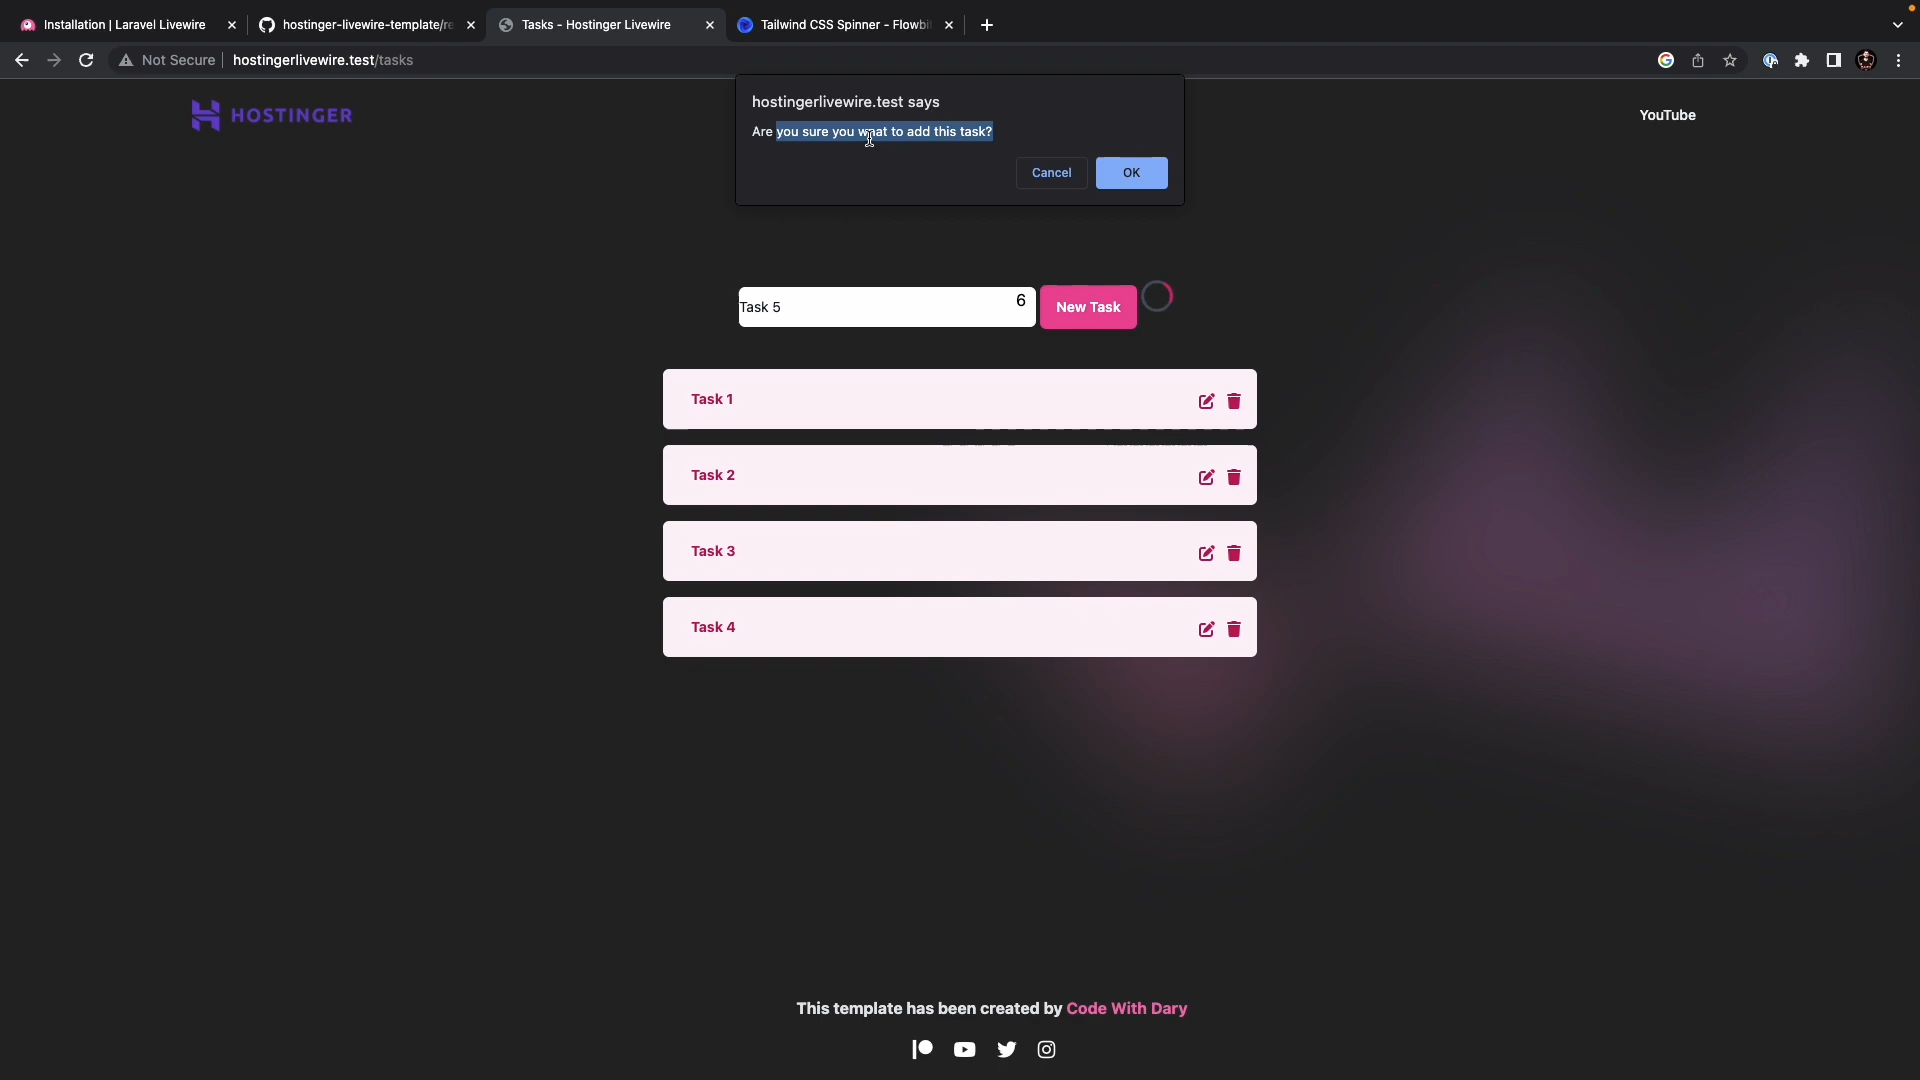 Installation | Laravel Livewire
hostinger-livewire-template/re
Tasks - Hostinger Livewire
Tailwind CSS Spinner - Flowbi
Not Secure
hostingerlivewire.test/tasks
HOSTINGER
YouTube
hostingerlivewire.test says
Are you sure you want to add this task?
Cancel
OK
Task 5
6
New Task
Task 1
Task 2
Task 3
Task 4
This template has been created by Code With Dary